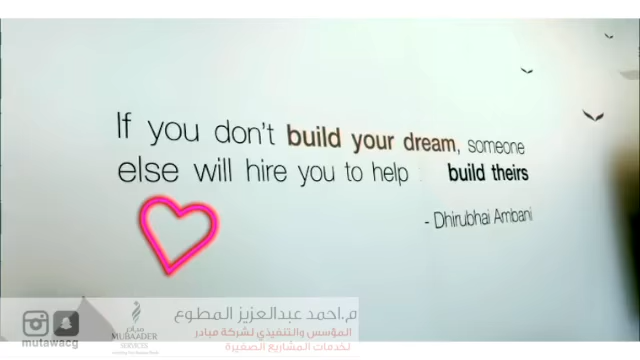 If you don't build your dream, someone
else will hire you to help build theirs
- Dhirubhai Ambani
م.احمد عبدالعزيز المطوع
المؤسس والتنفيذي لشركة مبادر
لخدمات المشاريع الصغيرة
مبادر
MUBAADER
SERVICES
mutawacg